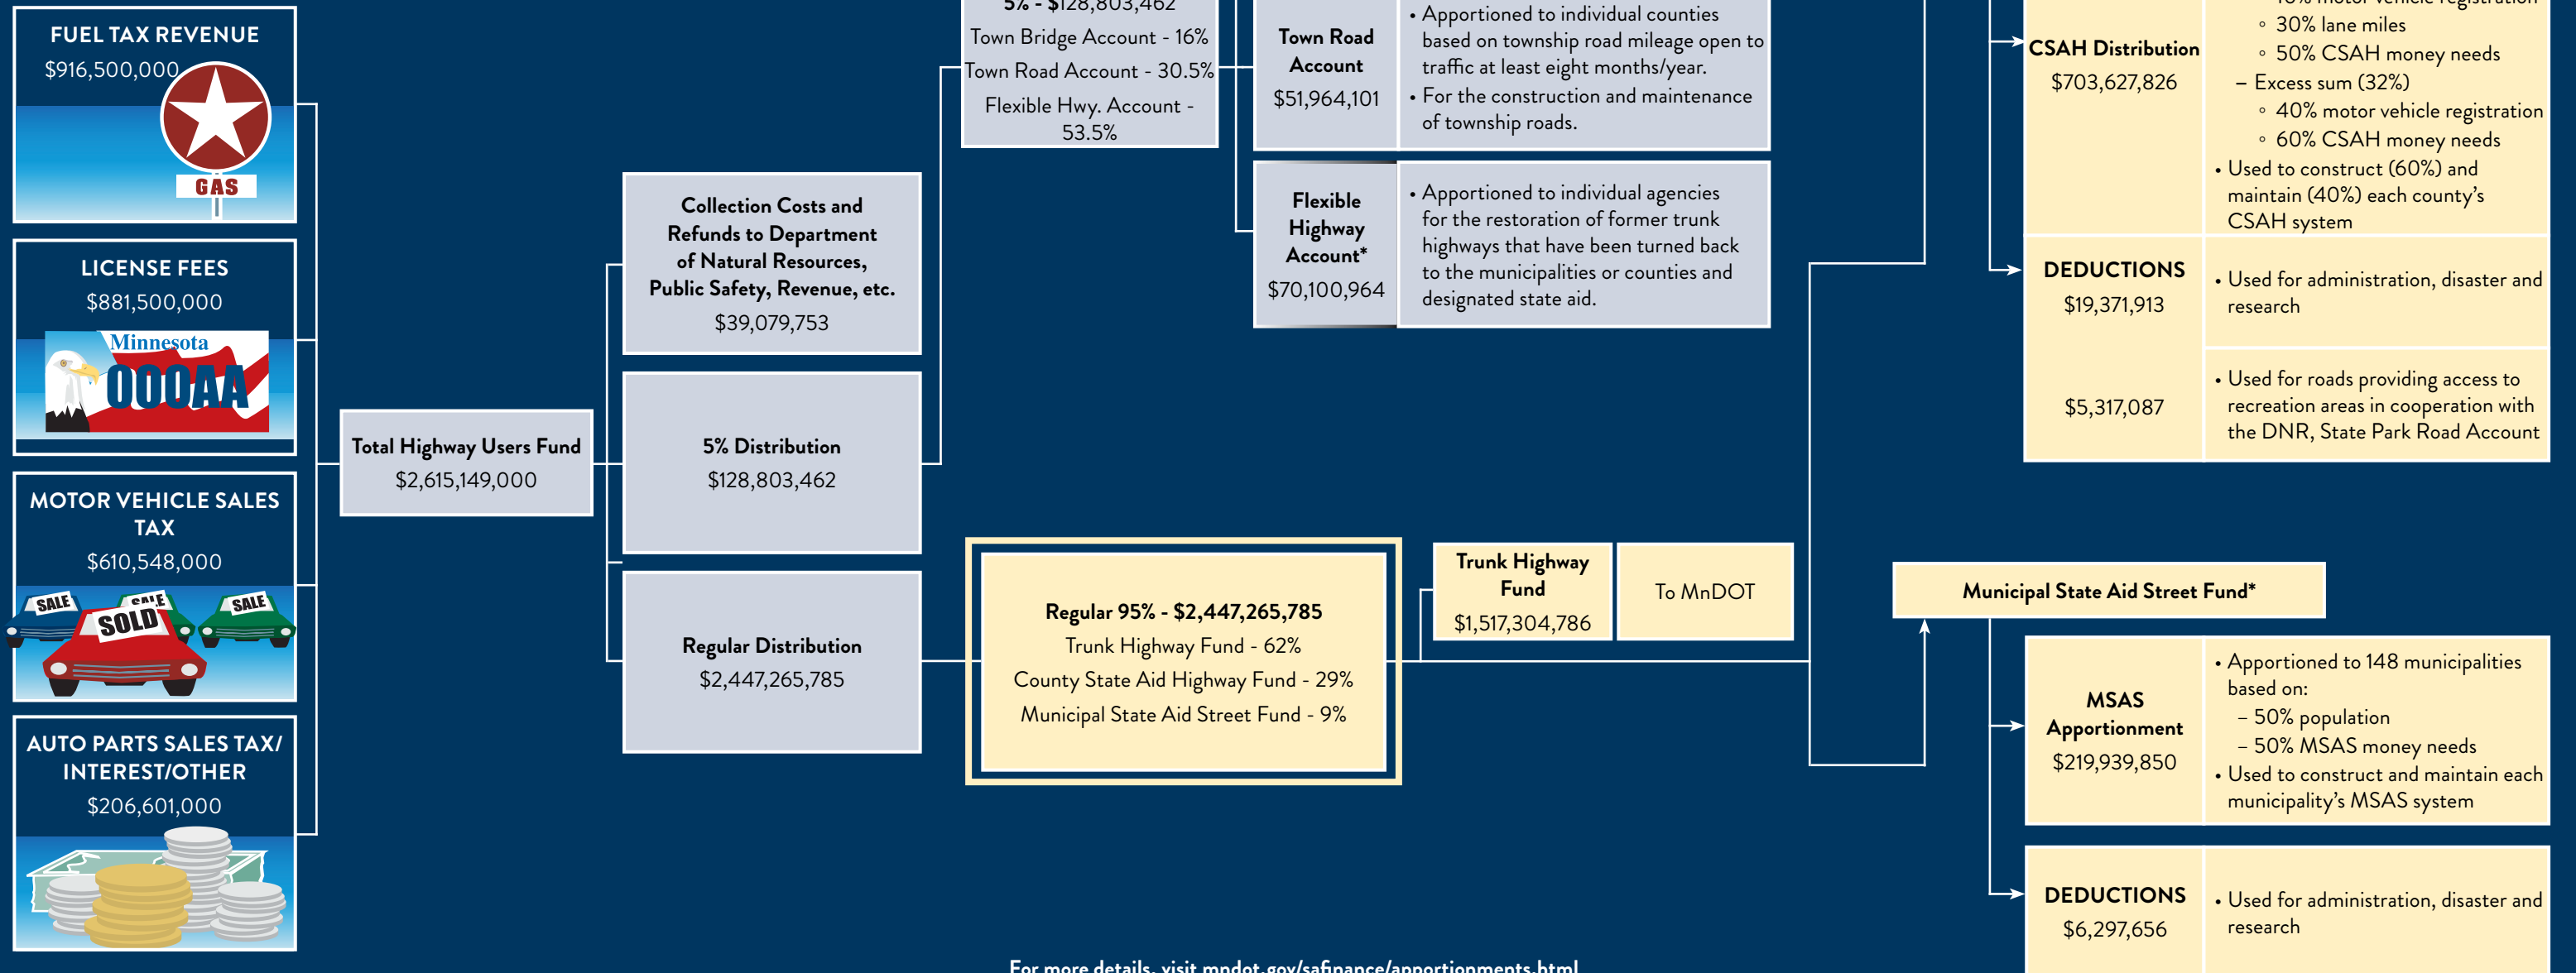 FUEL TAX REVENUE
$916,500,000
GAS
LICENSE FEES
$881,500,000
Minnesota
000AA
MOTOR VEHICLE SALES
TAX
$610,548,000
SALE
SALE
SALE
SOLD
AUTO PARTS SALES TAX/
INTEREST/OTHER
$206,601,000
Total Highway Users Fund
$2,615,149,000
Collection Costs and
Refunds to Department
of Natural Resources,
Public Safety, Revenue, etc.
$39,079,753
5% Distribution
$128,803,462
Regular Distribution
$2,447,265,785
5% - $128,803,462
Town Bridge Account - 16%
Town Road Account - 30.5%
Flexible Hwy. Account -
53.5%
Town Road
Account
$51,964,101
• Apportioned to individual counties
based on township road mileage open to
traffic at least eight months/year.
• For the construction and maintenance
of township roads.
Flexible
Highway
Account*
$70,100,964
• Apportioned to individual agencies
for the restoration of former trunk
highways that have been turned back
to the municipalities or counties and
designated state aid.
Regular 95% - $2,447,265,785
Trunk Highway Fund - 62%
County State Aid Highway Fund - 29%
Municipal State Aid Street Fund - 9%
Trunk Highway
Fund
$1,517,304,786
To MnDOT
CSAH Distribution
$703,627,826
motor vehicle registration
◦ 30% lane miles
◦ 50% CSAH money needs
– Excess sum (32%)
◦ 40% motor vehicle registration
◦ 60% CSAH money needs
• Used to construct (60%) and
maintain (40%) each county's
CSAH system
DEDUCTIONS
$19,371,913
• Used for administration, disaster and
research
$5,317,087
• Used for roads providing access to
recreation areas in cooperation with
the DNR, State Park Road Account
Municipal State Aid Street Fund*
MSAS
Apportionment
$219,939,850
• Apportioned to 148 municipalities
based on:
– 50% population
– 50% MSAS money needs
• Used to construct and maintain each
municipality's MSAS system
DEDUCTIONS
$6,297,656
• Used for administration, disaster and
research
For more details, visit mndot.gov/safinance/apportionments.html